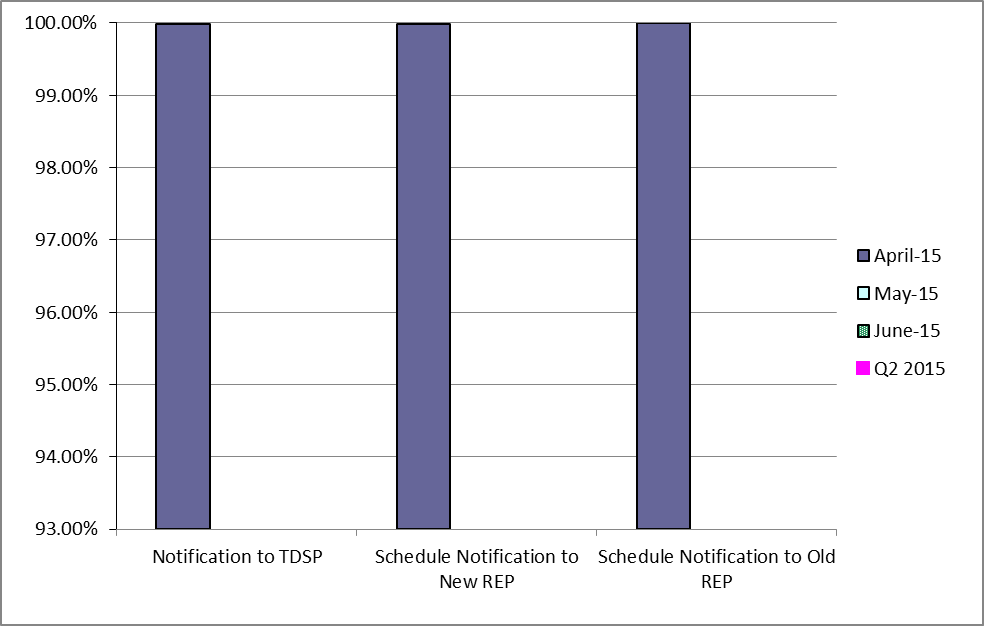 100.00%
99.00%
98.00%
97.00%
96.00%
95.00%
94.00%
93.00%
Notification to TDSP
Schedule Notification to
New REP
Schedule Notification to Old
REP
April-15
May-15
June-15
Q2 2015